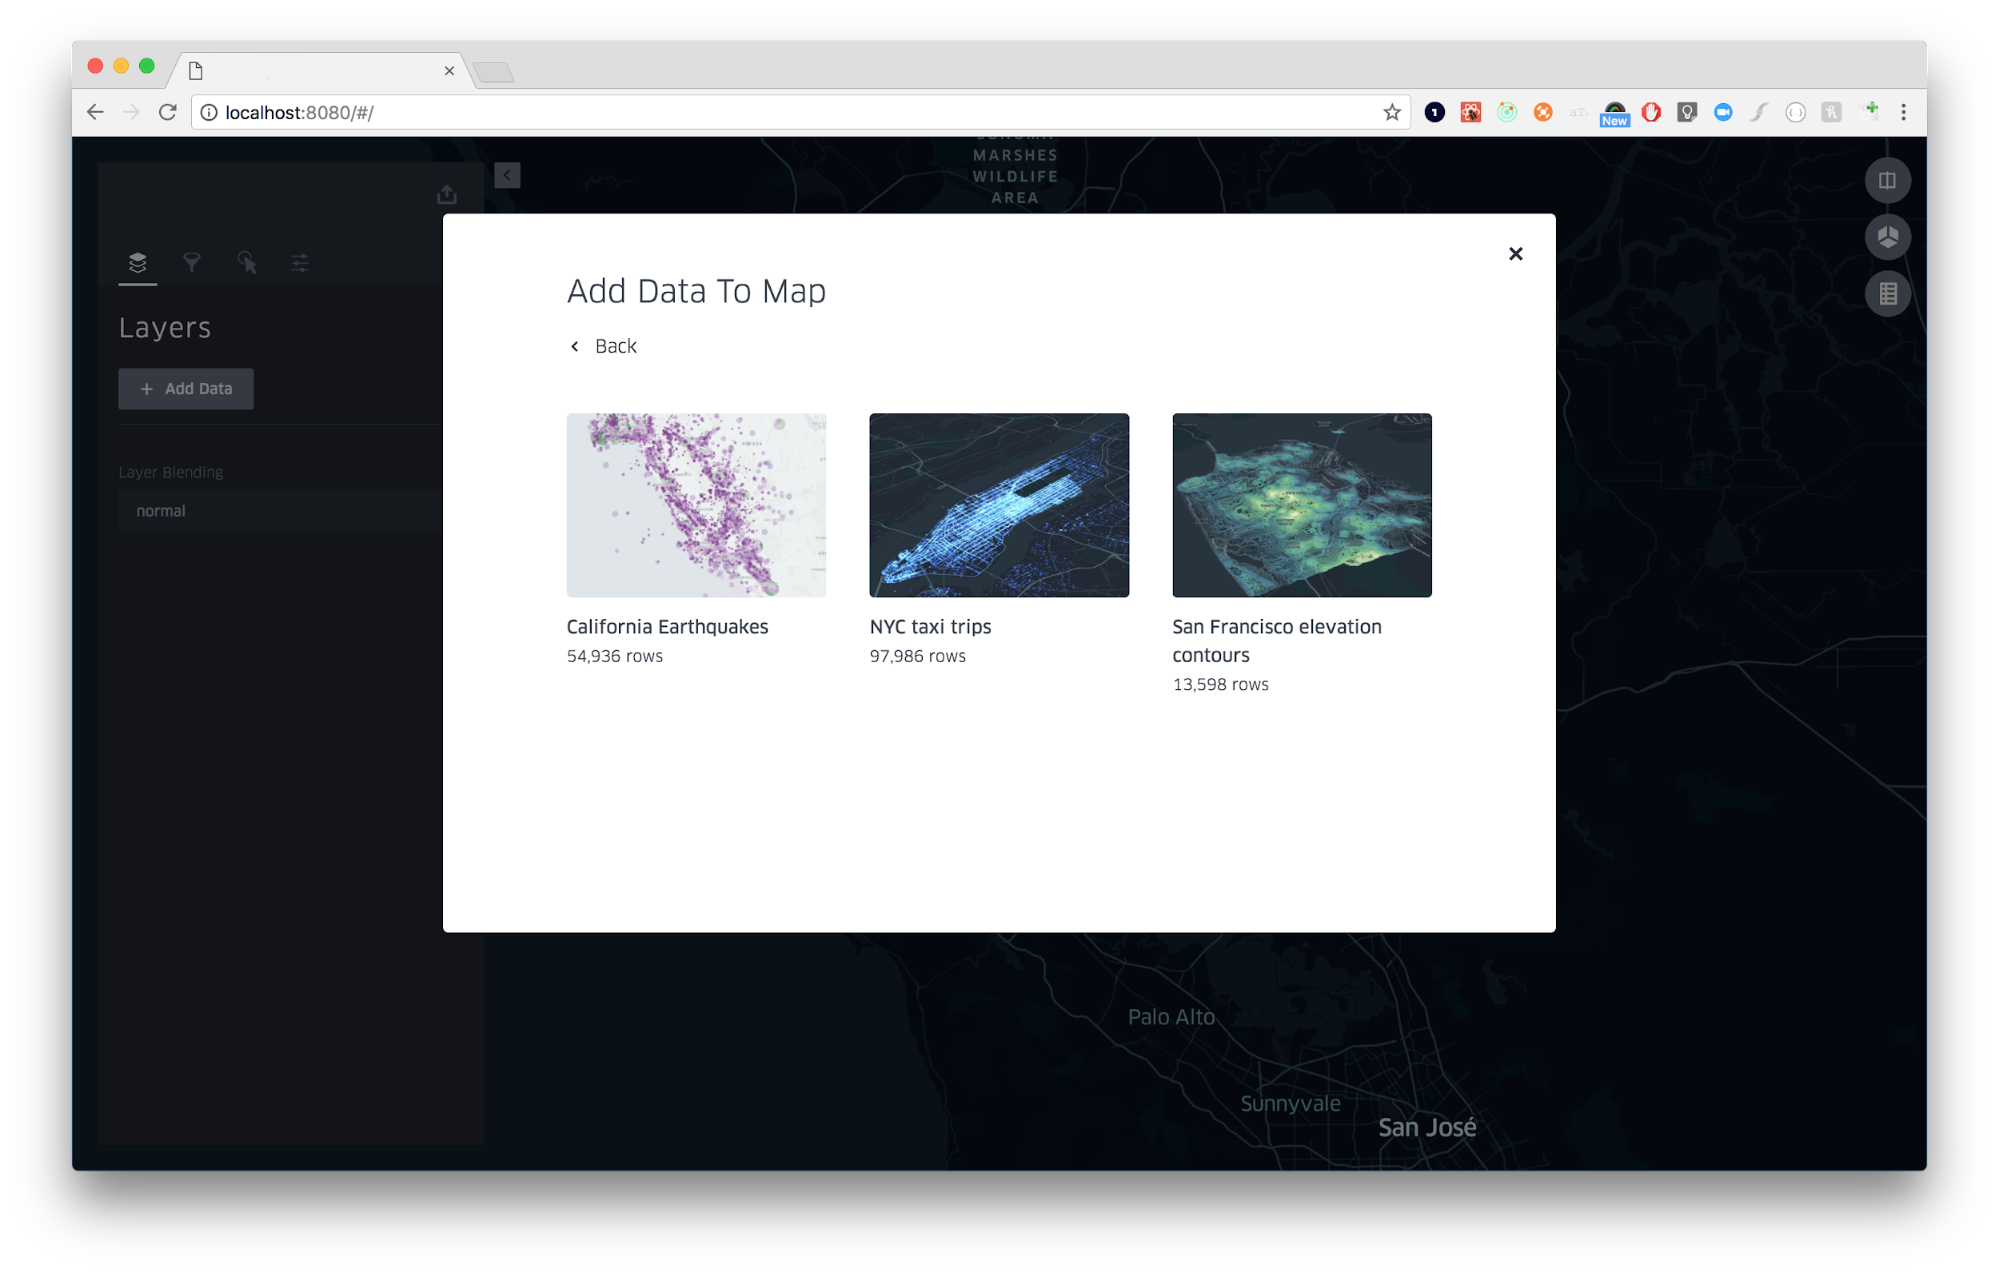 localhost:8080/#/
New
MARSHES
WILDLIFE
AREA
Add Data To Map
Back
Layers
+ Add Data
Layer Blending
normal
California Earthquakes
54,936 rows
NYC taxi trips
97,986 rows
San Francisco elevation
contours
13,598 rows
Palo Alto
Sunnyvale
San José